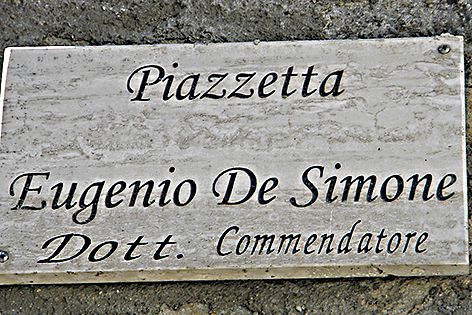 Piazzetta
Eugenio De Simone
Dott. Commendatore